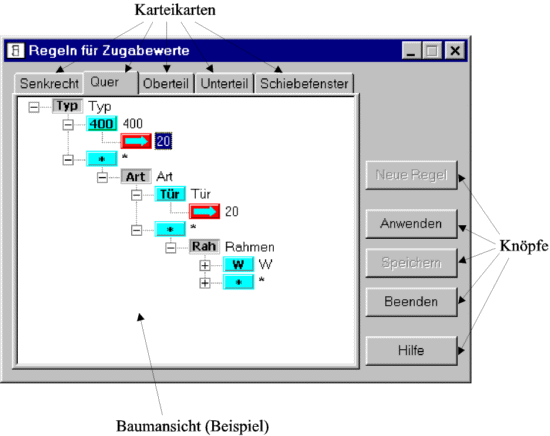 Karteikarten
Regeln für Zugabewerte
Senkrecht Quer Oberteil Unterteil Schiebefenster
Typ Typ
400 400
20
* *
Art Art
Tür Tür
20
* *
Rah Rahmen
W W
* *
Neue Regel
Anwenden
Speichern
Beenden
Hilfe
Knöpfe
Baumansicht (Beispiel)